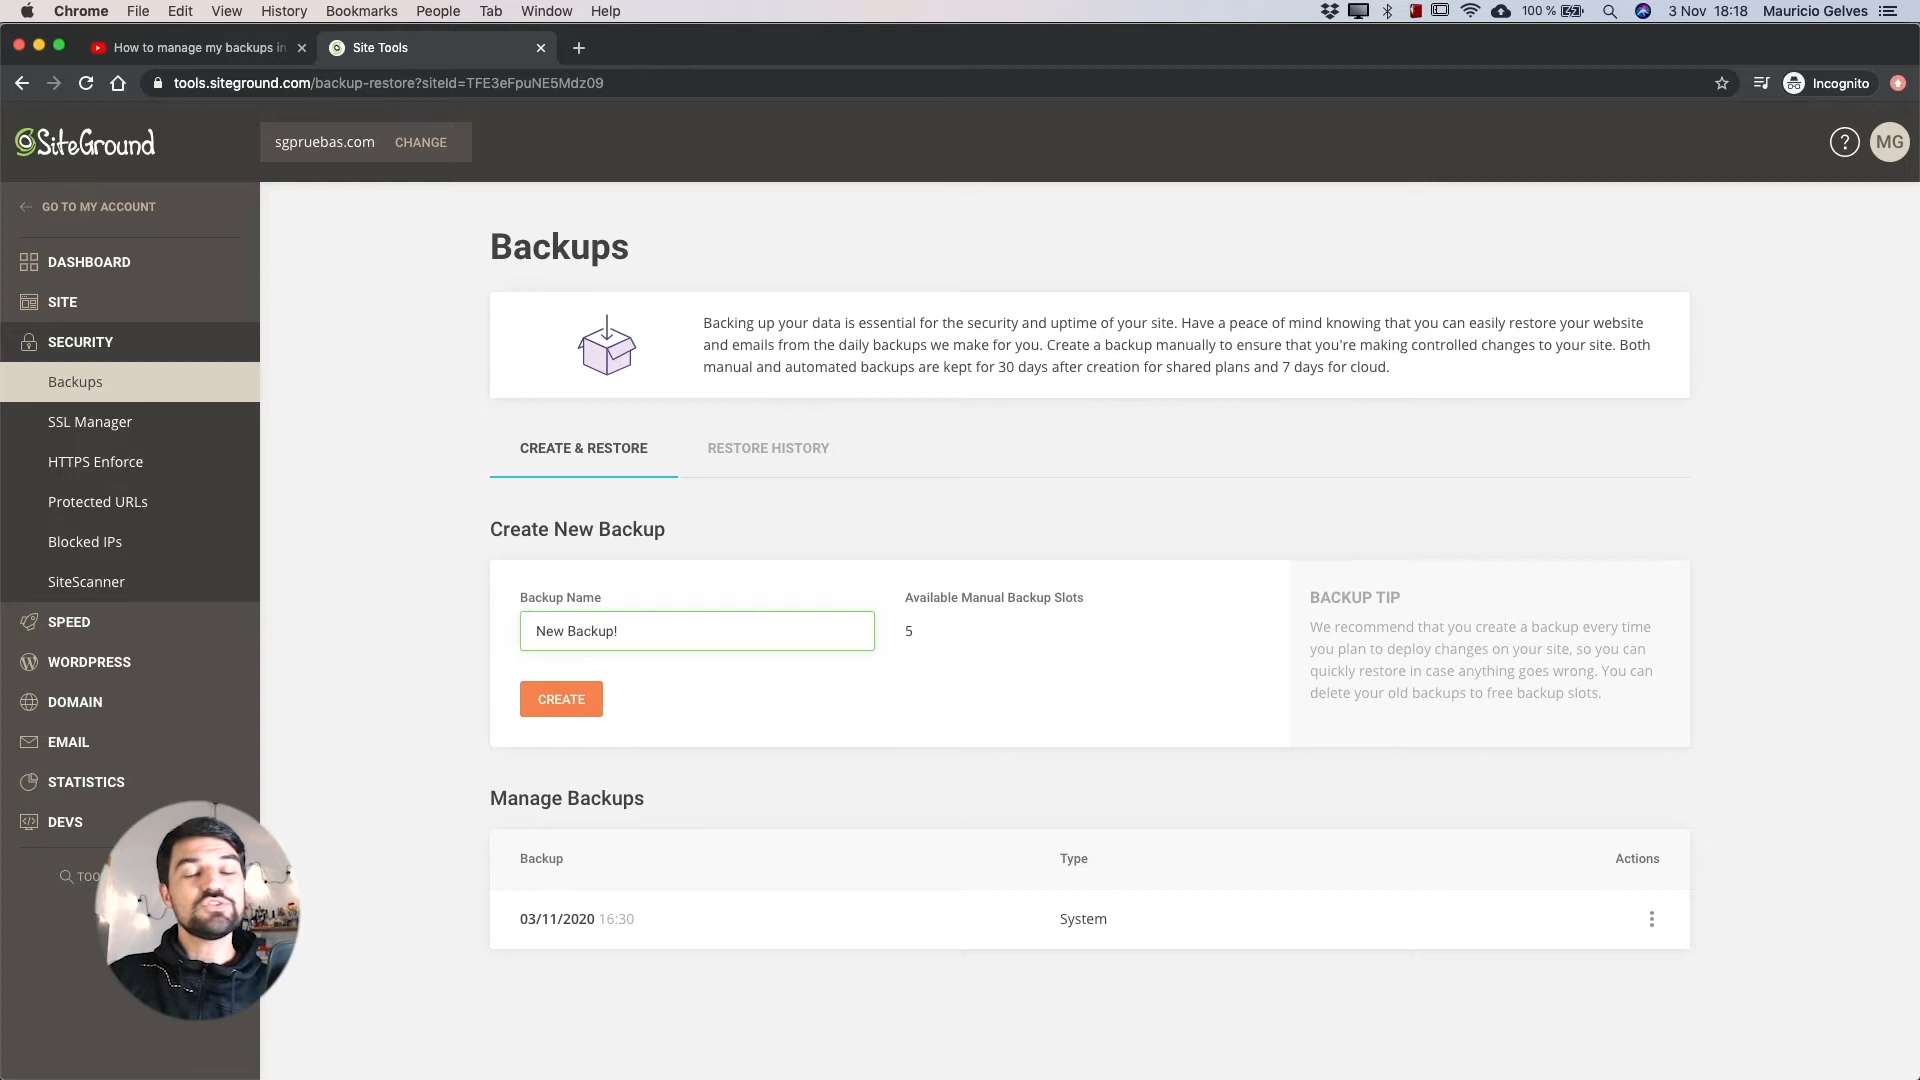 Chrome File Edit View History Bookmarks People Tab Window Help
100 % 3 Nov 18:18 Mauricio Gelves
How to manage my backups in
Site Tools
tools.siteground.com/backup-restore?siteId=TFE3eFpuNE5Mdz09
Incognito
SiteGround
sgpruebas.com CHANGE
? MG
GO TO MY ACCOUNT
DASHBOARD
SITE
SECURITY
Backups
SSL Manager
HTTPS Enforce
Protected URLs
Blocked IPs
SiteScanner
SPEED
WORDPRESS
DOMAIN
EMAIL
STATISTICS
DEVS
Backups
Backing up your data is essential for the security and uptime of your site. Have a peace of mind knowing that you can easily restore your website
and emails from the daily backups we make for you. Create a backup manually to ensure that you're making controlled changes to your site. Both
manual and automated backups are kept for 30 days after creation for shared plans and 7 days for cloud.
CREATE & RESTORE RESTORE HISTORY
Create New Backup
Backup Name
New Backup!
CREATE
Available Manual Backup Slots
5
BACKUP TIP
We recommend that you create a backup every time
you plan to deploy changes on your site, so you can
quickly restore in case anything goes wrong. You can
delete your old backups to free backup slots.
Manage Backups
Backup Type Actions
03/11/2020 16:30 System